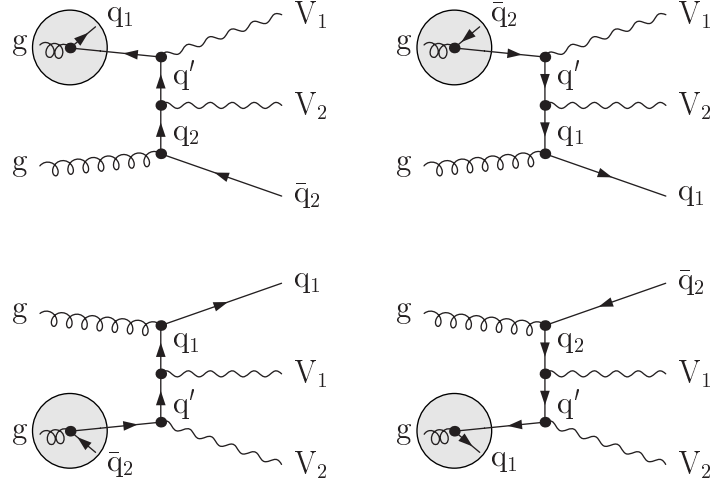 g q₁ V₁
q′ V₂
q₂
g q̄₂
g q̄₂ V₁
q′ V₂
q₁
g q₁
g q₁
q₁ V₁
q′
g q̄₂ V₂
g q̄₂
q₂ V₁
q′
g q₁ V₂